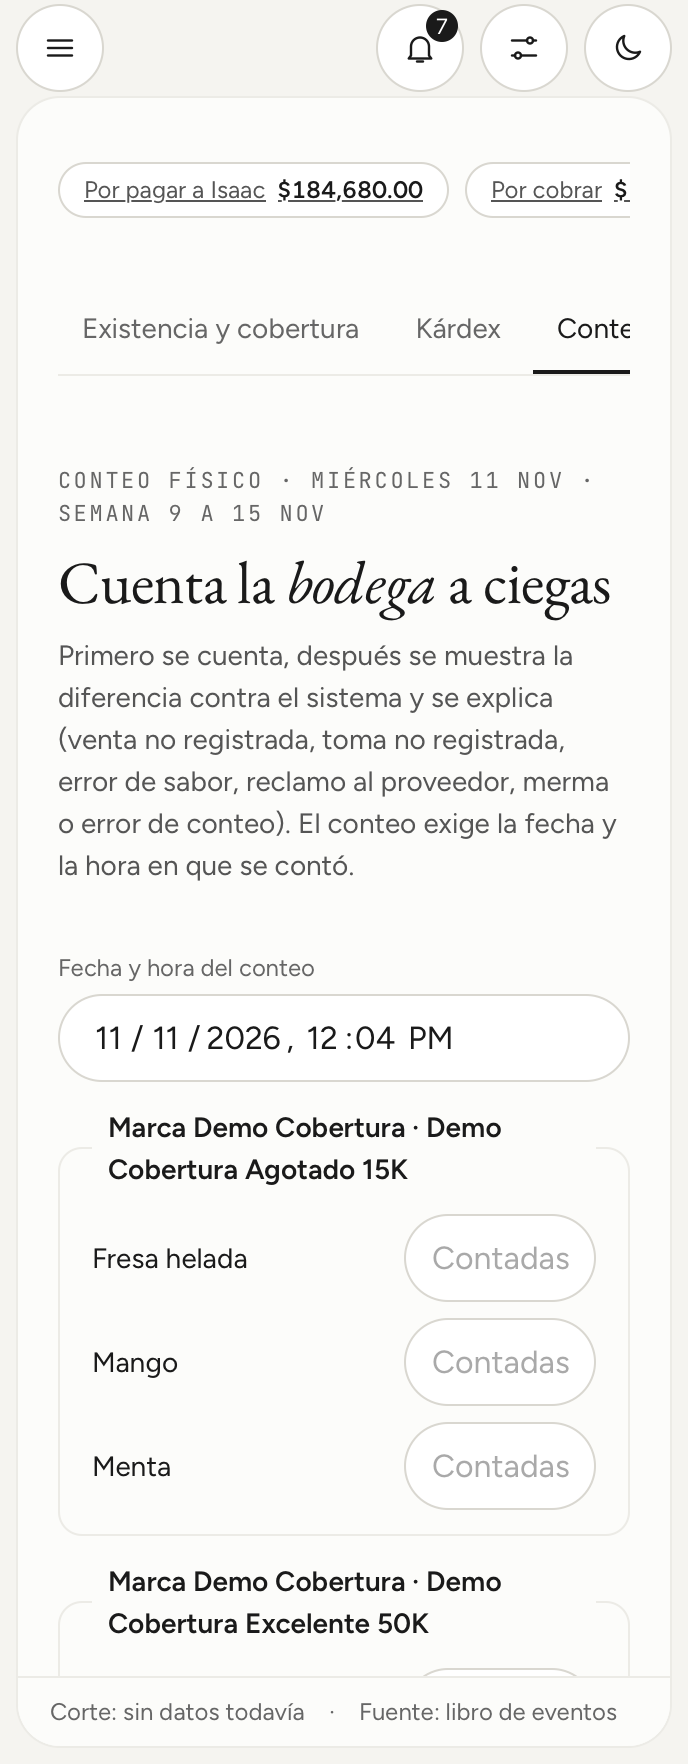 7
Por pagar a Isaac $184,680.00 Por cobrar $
Existencia y cobertura Kárdex Conte
CONTEO FÍSICO · MIÉRCOLES 11 NOV ·
SEMANA 9 A 15 NOV
Cuenta la bodega a ciegas
Primero se cuenta, después se muestra la
diferencia contra el sistema y se explica
(venta no registrada, toma no registrada,
error de sabor, reclamo al proveedor, merma
o error de conteo). El conteo exige la fecha y
la hora en que se contó.
Fecha y hora del conteo
11 / 11 / 2026, 12:04 PM
Marca Demo Cobertura · Demo
Cobertura Agotado 15K
Fresa helada Contadas
Mango Contadas
Menta Contadas
Marca Demo Cobertura · Demo
Cobertura Excelente 50K
Corte: sin datos todavía · Fuente: libro de eventos